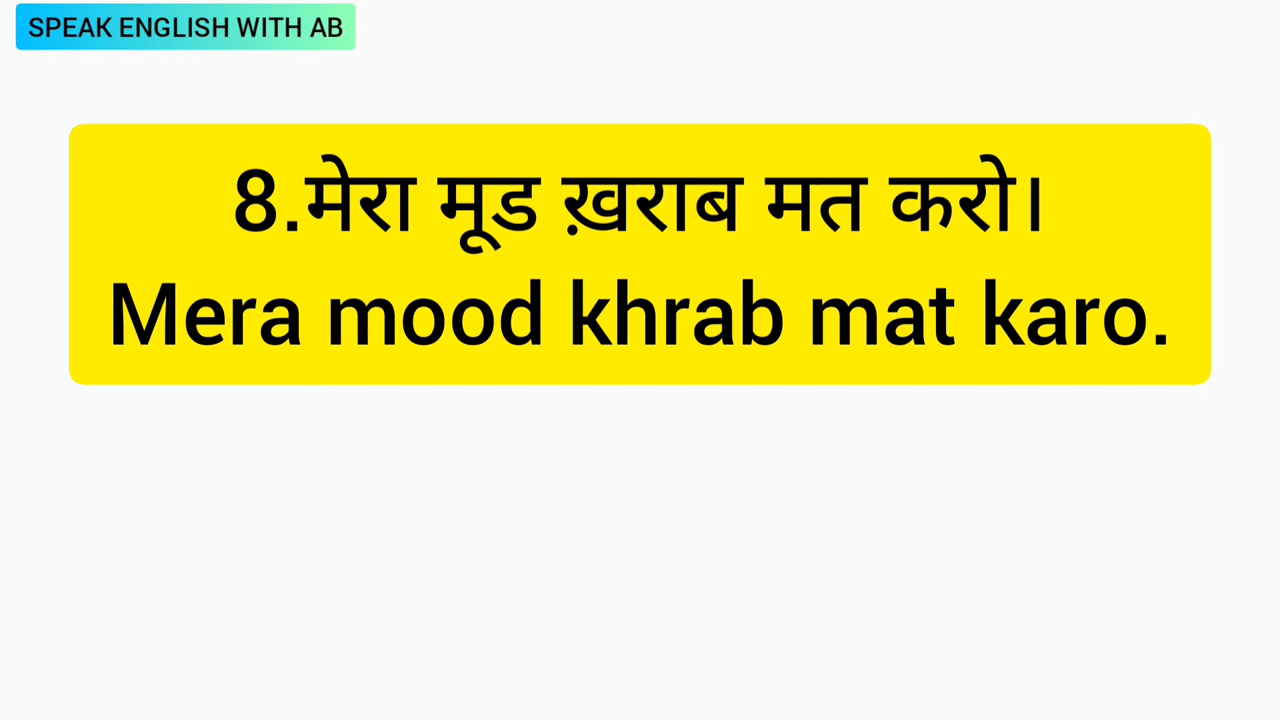 SPEAK ENGLISH WITH AB
8.मेरा मूड ख़राब मत करो।
Mera mood khrab mat karo.